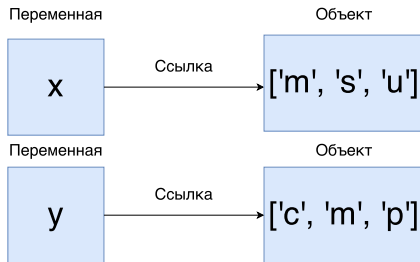 Переменная Объект
x Ссылка ['m', 's', 'u']
Переменная Объект
y Ссылка ['c', 'm', 'p']